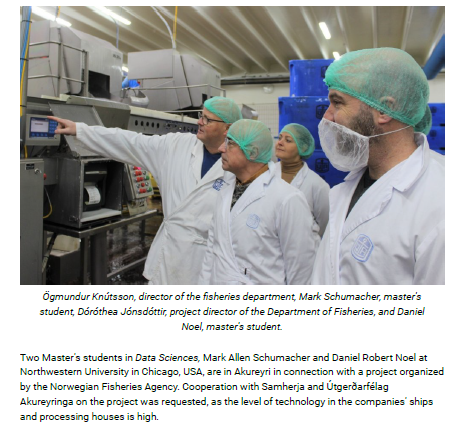 Ögmundur Knútsson, director of the fisheries department, Mark Schumacher, master's
student, Dóróthea Jónsdóttir, project director of the Department of Fisheries, and Daniel
Noel, master's student.
Two Master's students in Data Sciences, Mark Allen Schumacher and Daniel Robert Noel at
Northwestern University in Chicago, USA, are in Akureyri in connection with a project organized
by the Norwegian Fisheries Agency. Cooperation with Samherja and Útgerðarfélag
Akureyringa on the project was requested, as the level of technology in the companies' ships
and processing houses is high.